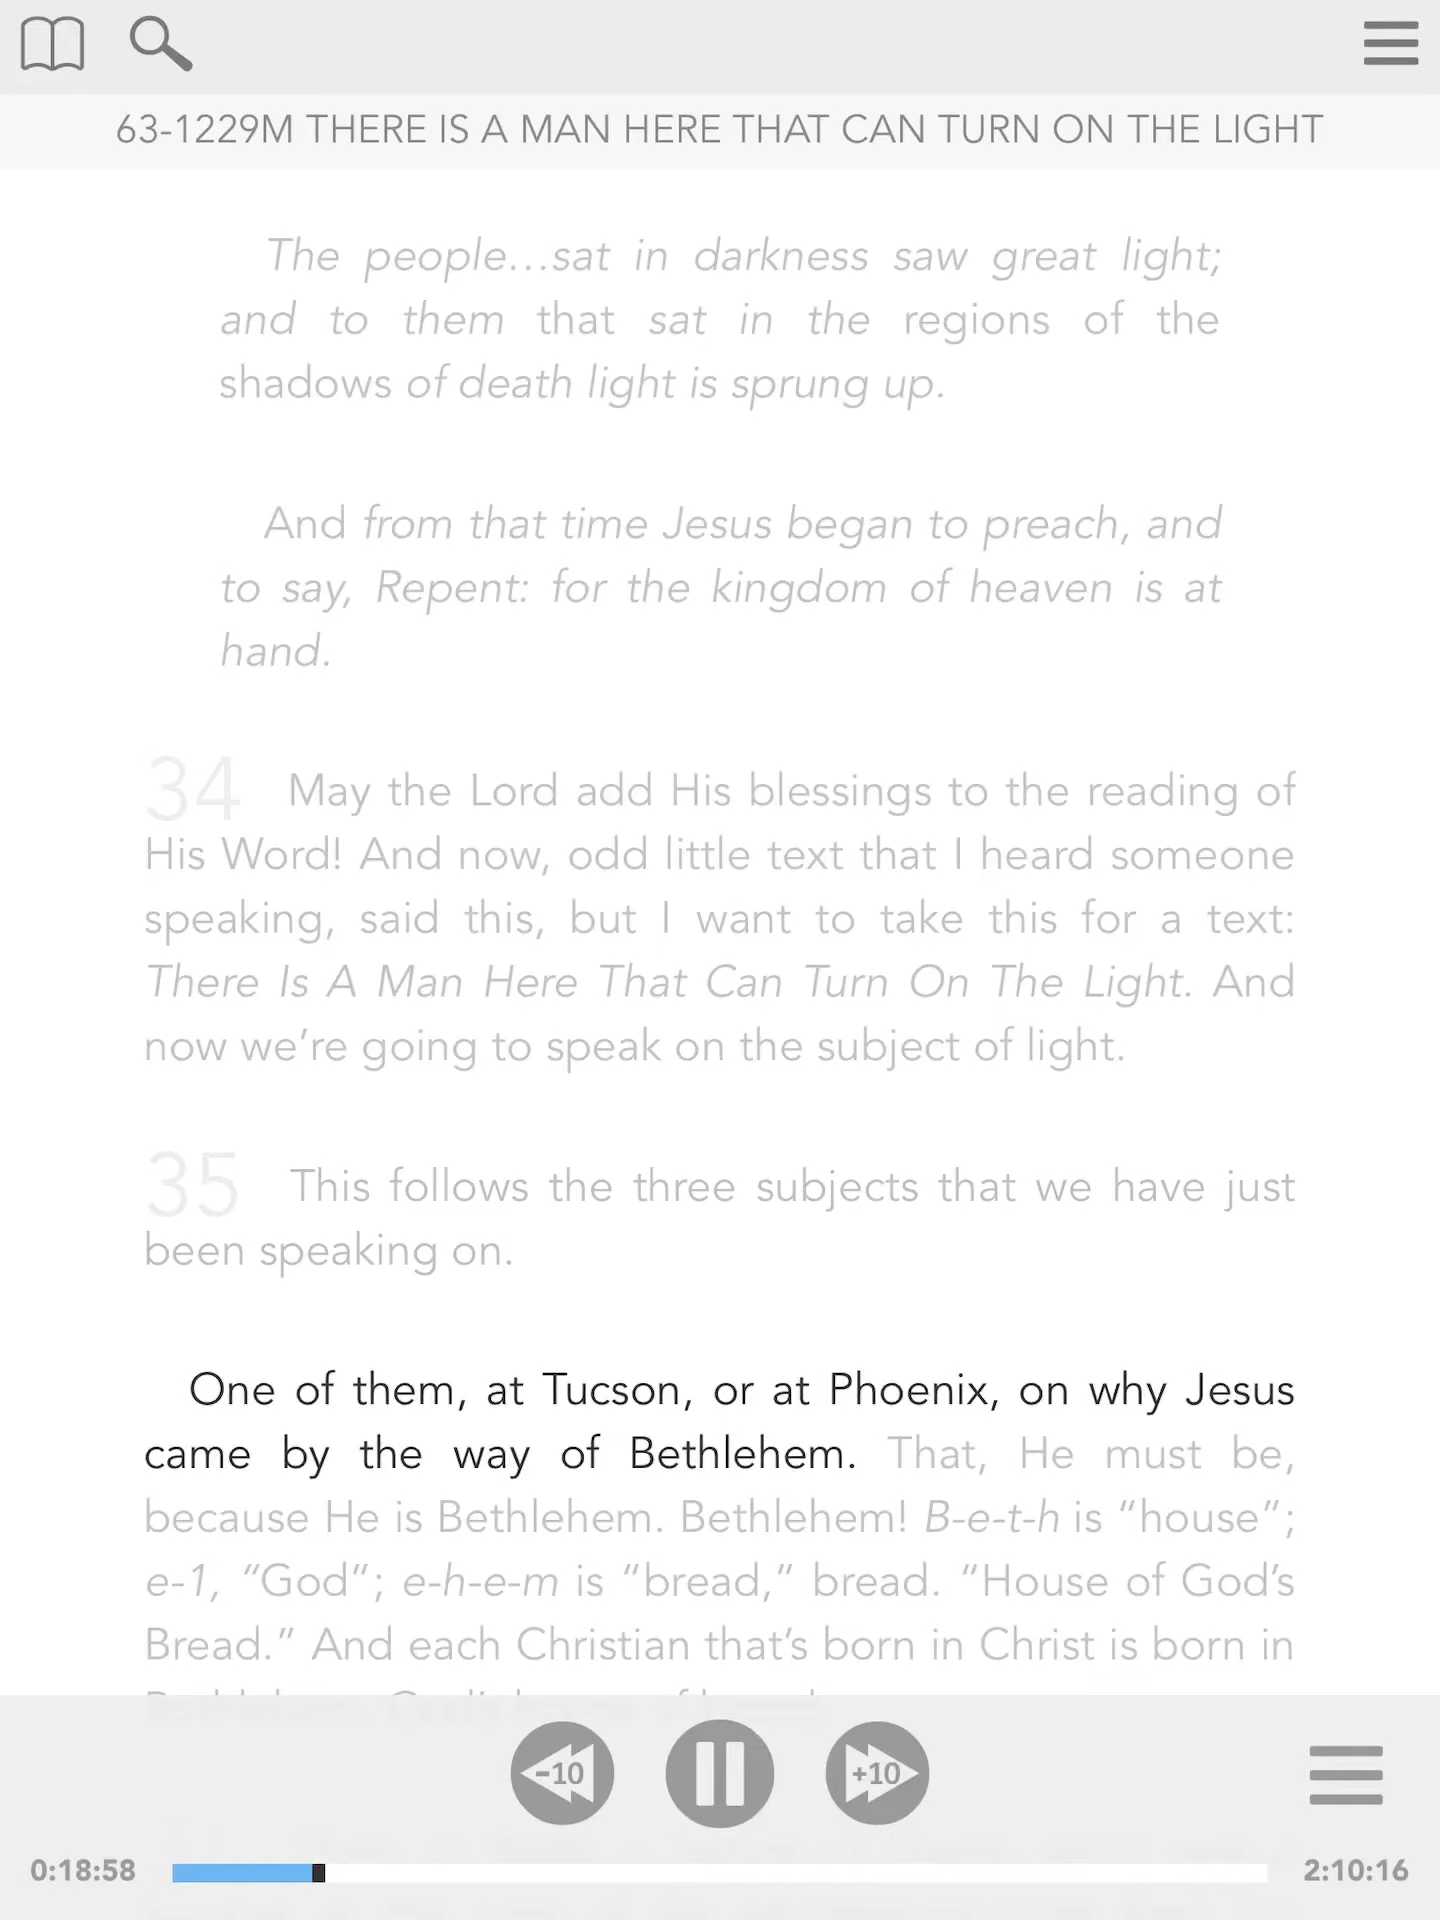 63-1229M THERE IS A MAN HERE THAT CAN TURN ON THE LIGHT
The people…sat in darkness saw great light;
and to them that sat in the regions of the
shadows of death light is sprung up.
And from that time Jesus began to preach, and
to say, Repent: for the kingdom of heaven is at
hand.
34 May the Lord add His blessings to the reading of
His Word! And now, odd little text that I heard someone
speaking, said this, but I want to take this for a text:
There Is A Man Here That Can Turn On The Light. And
now we’re going to speak on the subject of light.
35 This follows the three subjects that we have just
been speaking on.
One of them, at Tucson, or at Phoenix, on why Jesus
came by the way of Bethlehem. That, He must be,
because He is Bethlehem. Bethlehem! B-e-t-h is “house”;
e-1, “God”; e-h-e-m is “bread,” bread. “House of God’s
Bread.” And each Christian that’s born in Christ is born in
-10 +10
0:18:58 2:10:16